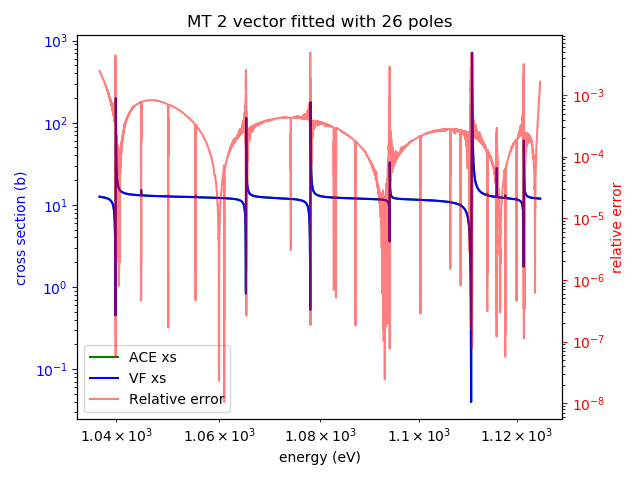 MT 2 vector fitted with 26 poles
10³
10²
10¹
10⁰
10⁻¹
cross section (b)
10⁻³
10⁻⁴
10⁻⁵
10⁻⁶
10⁻⁷
10⁻⁸
relative error
ACE xs
VF xs
Relative error
1.04 × 10³ 1.06 × 10³ 1.08 × 10³ 1.1 × 10³ 1.12 × 10³
energy (eV)